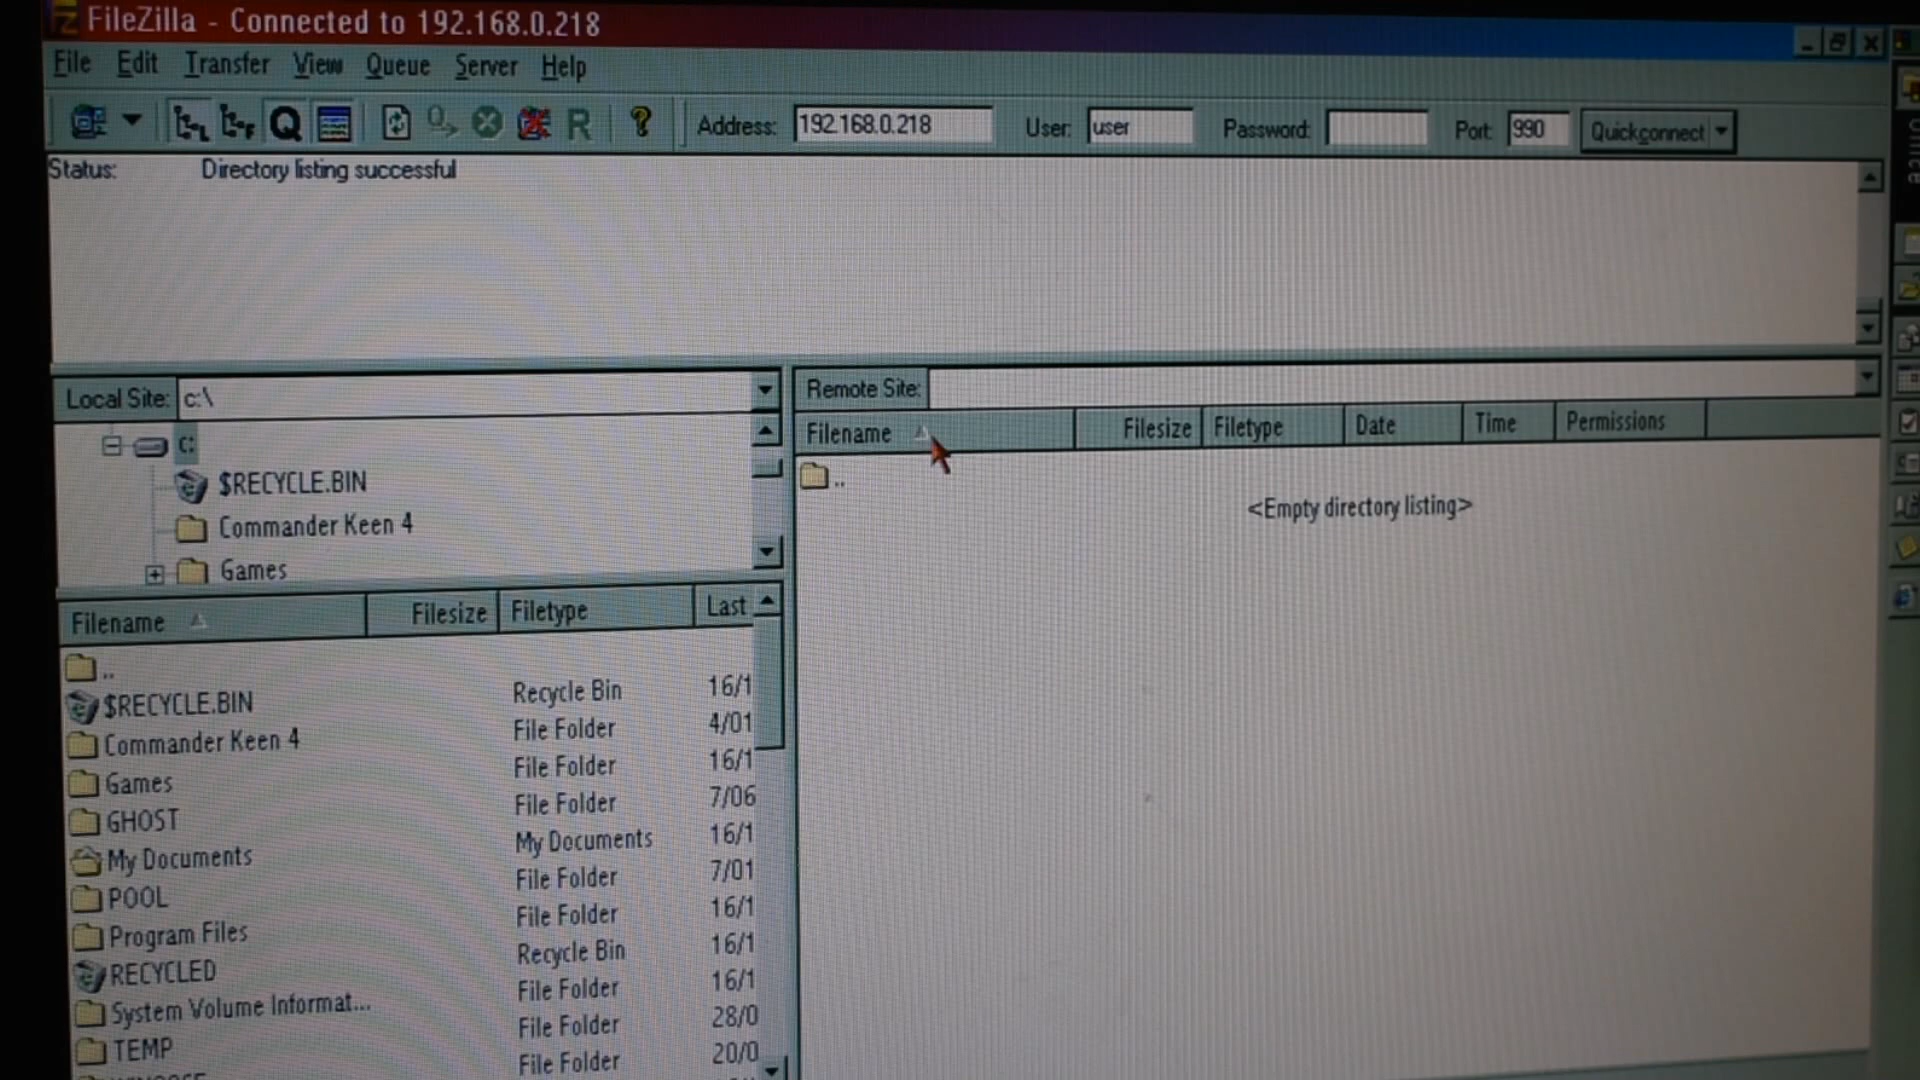 FileZilla - Connected to 192.168.0.218
File Edit Transfer View Queue Server Help
Address: 192.168.0.218 User: user Password: Port: 990 Quickconnect
Status: Directory listing successful
Local Site: c:\
Remote Site:
C:
$RECYCLE.BIN
Commander Keen 4
Games
Filename Filesize Filetype Date Time Permissions
..
<Empty directory listing>
Filename Filesize Filetype Last
..
$RECYCLE.BIN Recycle Bin 16/1
Commander Keen 4 File Folder 4/01
Games File Folder 16/1
GHOST File Folder 7/06
My Documents My Documents 16/1
POOL File Folder 7/01
Program Files File Folder 16/1
RECYCLED Recycle Bin 16/1
System Volume Informat... File Folder 16/1
TEMP File Folder 28/0
File Folder 20/0